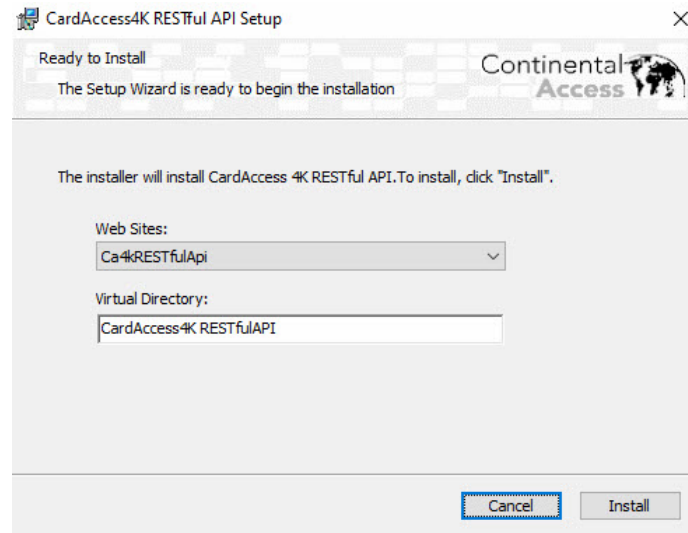 CardAccess4K RESTful API Setup
Ready to Install
The Setup Wizard is ready to begin the installation
Continental
Access
The installer will install CardAccess 4K RESTful API.To install, click "Install".
Web Sites:
Ca4kRESTfulApi
Virtual Directory:
CardAccess4K RESTfulAPI
Cancel
Install